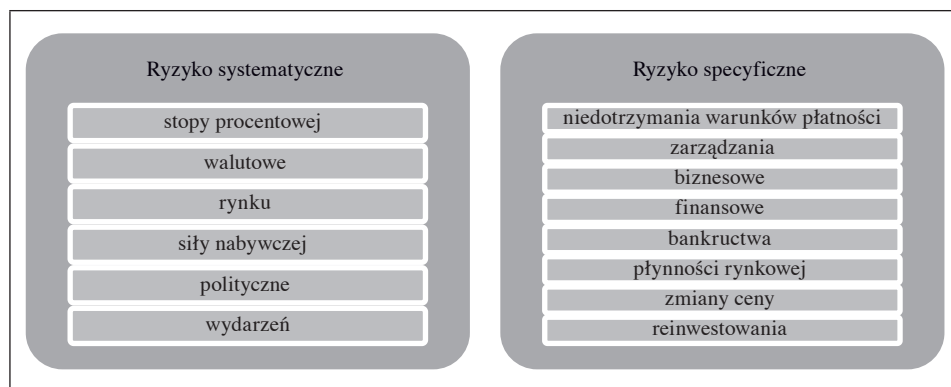 Ryzyko systematyczne
stopy procentowej
walutowe
rynku
siły nabywczej
polityczne
wydarzeń
Ryzyko specyficzne
niedotrzymania warunków płatności
zarządzania
biznesowe
finansowe
bankructwa
płynności rynkowej
zmiany ceny
reinwestowania